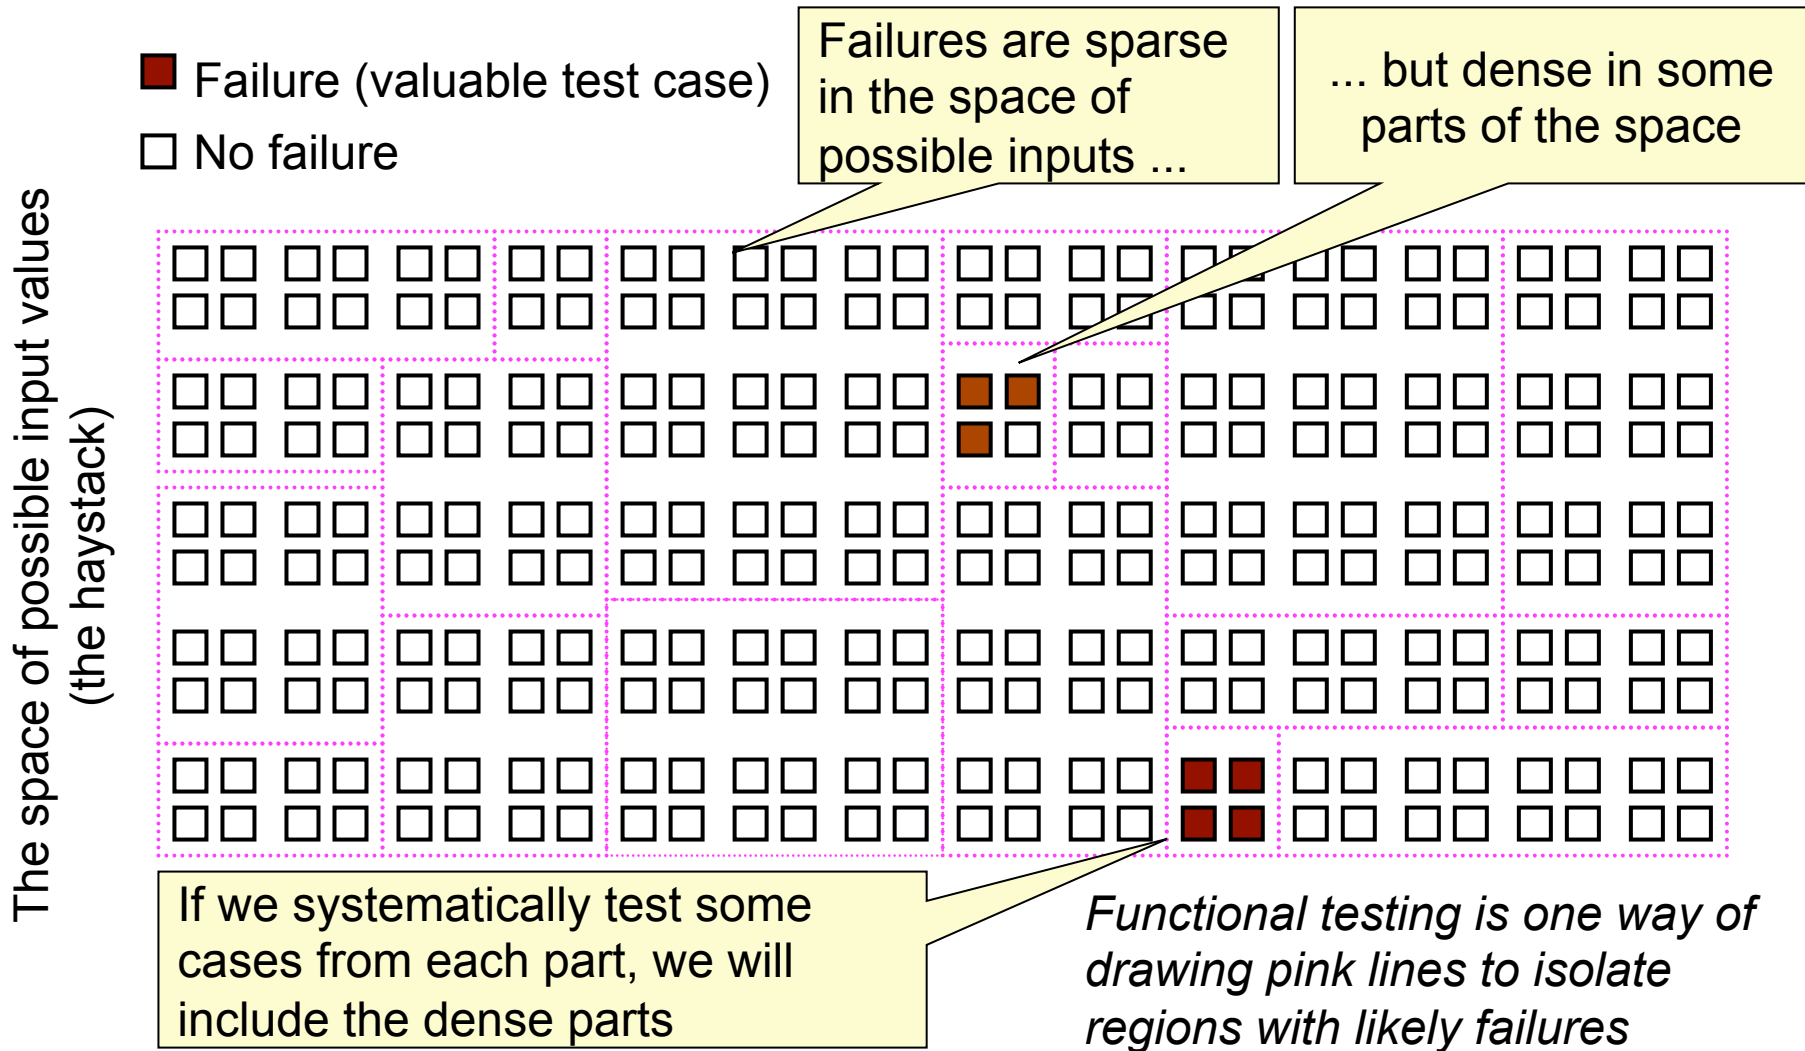 Failure (valuable test case)
No failure
Failures are sparse
in the space of
possible inputs ...
... but dense in some
parts of the space
The space of possible input values
(the haystack)
If we systematically test some
cases from each part, we will
include the dense parts
Functional testing is one way of
drawing pink lines to isolate
regions with likely failures